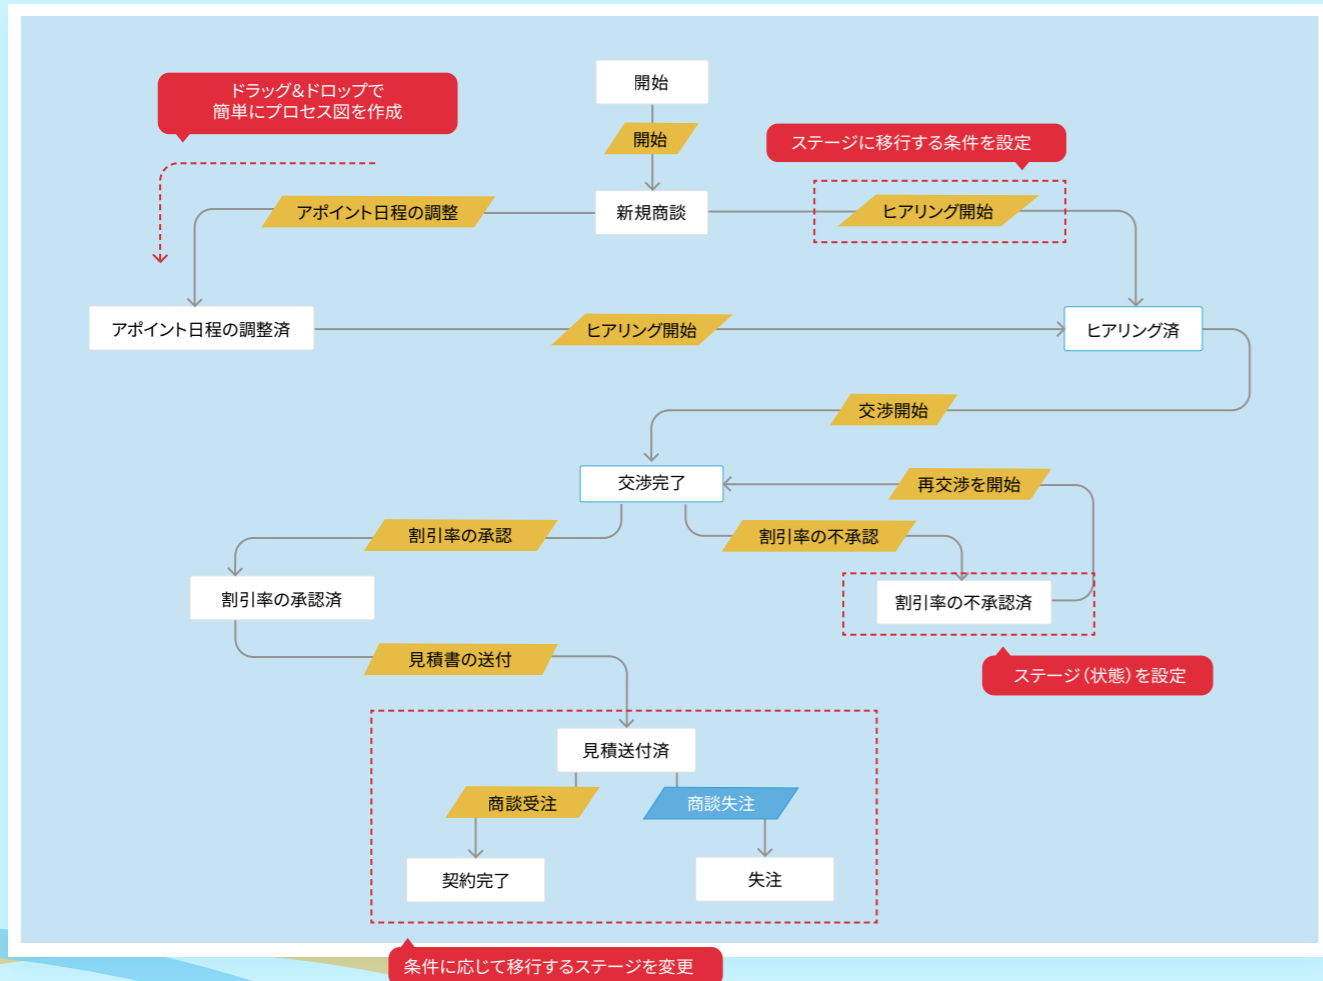 開始
ドラッグ&ドロップで
簡単にプロセス図を作成
開始
ステージに移行する条件を設定
アポイント日程の調整
新規商談
ヒアリング開始
アポイント日程の調整済
ヒアリング開始
ヒアリング済
交渉開始
交渉完了
再交渉を開始
割引率の承認
割引率の不承認
割引率の承認済
割引率の不承認済
見積書の送付
ステージ（状態）を設定
見積送付済
商談受注
商談失注
契約完了
失注
条件に応じて移行するステージを変更